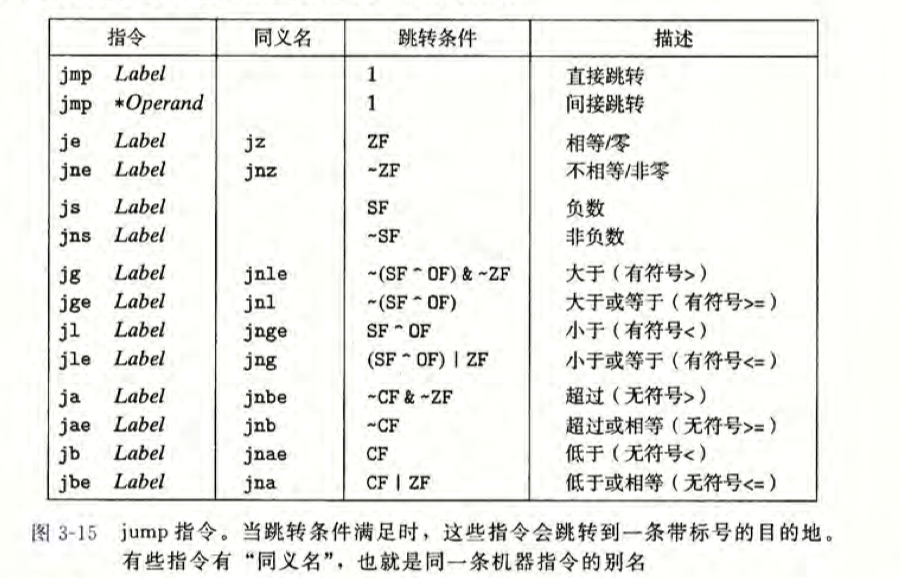 指令 同义名 跳转条件 描述
jmp Label 1 直接跳转
jmp *Operand 1 间接跳转
je Label jz ZF 相等/零
jne Label jnz ~ZF 不相等/非零
js Label SF 负数
jns Label ~SF 非负数
jg Label jnle ~(SF ^ OF) & ~ZF 大于（有符号>）
jge Label jnl ~(SF ^ OF) 大于或等于（有符号>=）
jl Label jnge SF ^ OF 小于（有符号<）
jle Label jng (SF ^ OF) | ZF 小于或等于（有符号<=）
ja Label jnbe ~CF & ~ZF 超过（无符号>）
jae Label jnb ~CF 超过或相等（无符号>=）
jb Label jnae CF 低于（无符号<）
jbe Label jna CF | ZF 低于或相等（无符号<=）
图 3-15 jump 指令。当跳转条件满足时，这些指令会跳转到一条带标号的目的地。
有些指令有“同义名”，也就是同一条机器指令的别名